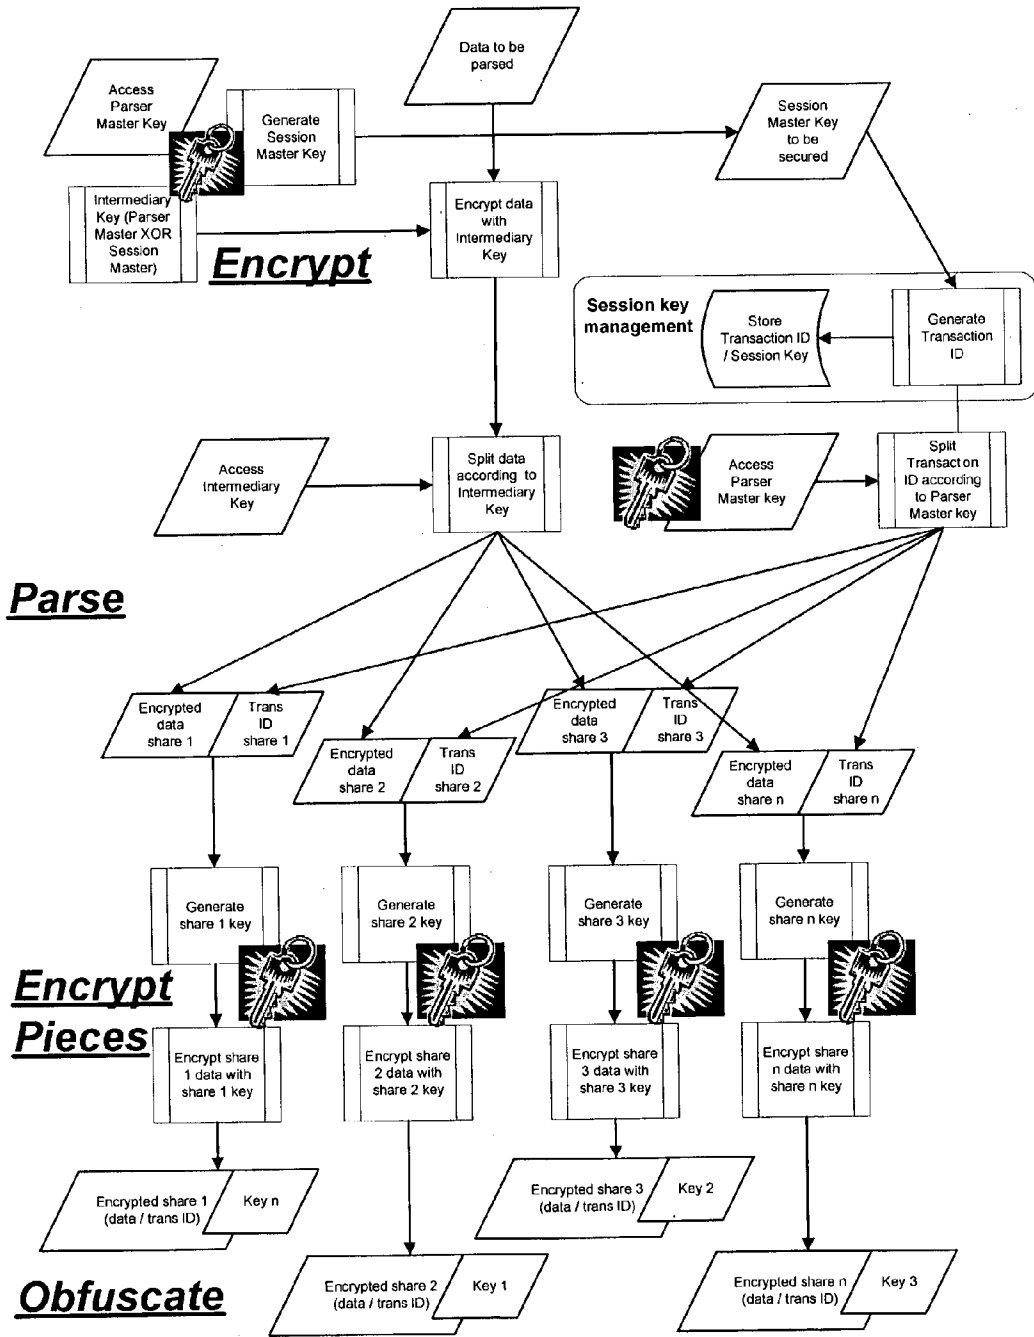 Data to be
parsed
Access
Parser
Master Key
Generate
Session
Master Key
Session
Master Key
to be
secured
Intermediary
Key (Parser
Master XOR
Session
Master)
Encrypt data
with
Intermediary
Key
Encrypt
Session key
management
Store
Transaction ID
/ Session Key
Generate
Transaction
ID
Access
Intermediary
Key
Split data
according to
Intermediary
Key
Access
Parser
Master key
Split
Transaction
ID according
to Parser
Master key
Parse
Encrypted
data
share 1
Trans
ID
share 1
Encrypted
data
share 2
Trans
ID
share 2
Encrypted
data
share 3
Trans
ID
share 3
Encrypted
data
share n
Trans
ID
share n
Generate
share 1 key
Generate
share 2 key
Generate
share 3 key
Generate
share n key
Encrypt
Pieces
Encrypt share
1 data with
share 1 key
Encrypt share
2 data with
share 2 key
Encrypt share
3 data with
share 3 key
Encrypt share
n data with
share n key
Encrypted share 1
(data / trans ID)
Key n
Encrypted share 2
(data / trans ID)
Key 1
Encrypted share 3
(data / trans ID)
Key 2
Encrypted share n
(data / trans ID)
Key 3
Obfuscate